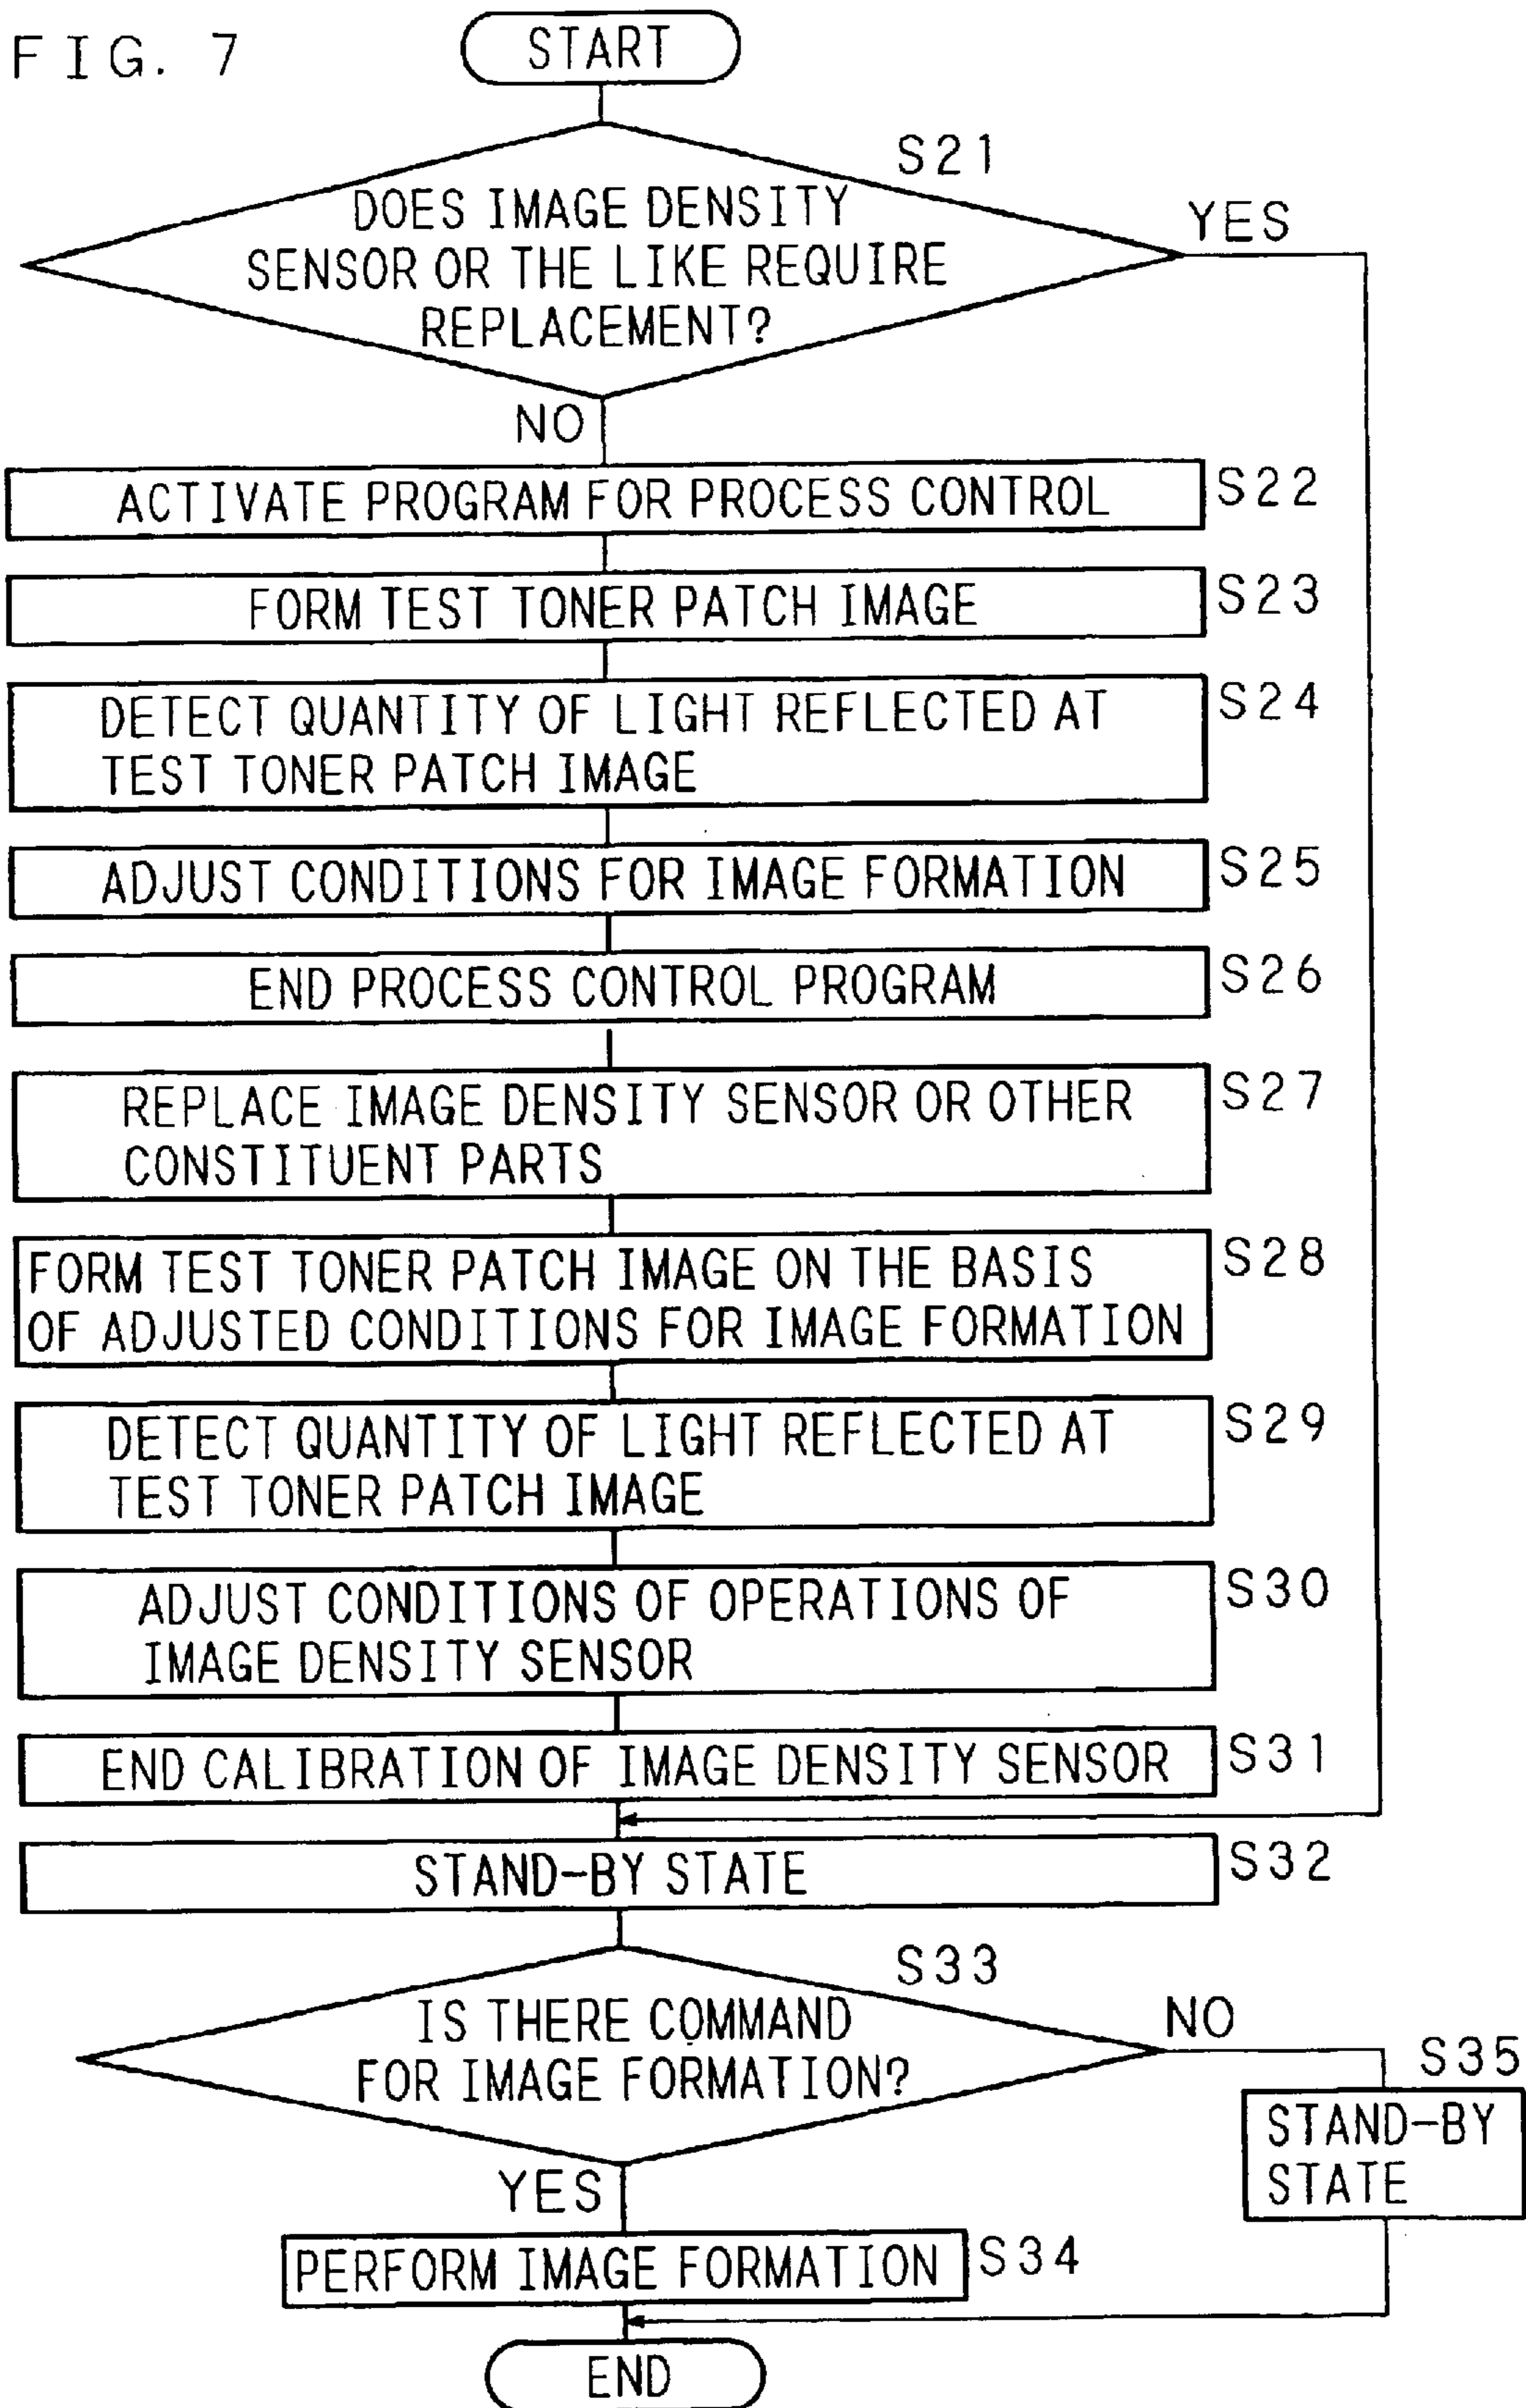 FIG. 7
START
S21
DOES IMAGE DENSITY
SENSOR OR THE LIKE REQUIRE
REPLACEMENT?
YES
NO
ACTIVATE PROGRAM FOR PROCESS CONTROL
S22
FORM TEST TONER PATCH IMAGE
S23
DETECT QUANTITY OF LIGHT REFLECTED AT
TEST TONER PATCH IMAGE
S24
ADJUST CONDITIONS FOR IMAGE FORMATION
S25
END PROCESS CONTROL PROGRAM
S26
REPLACE IMAGE DENSITY SENSOR OR OTHER
CONSTITUENT PARTS
S27
FORM TEST TONER PATCH IMAGE ON THE BASIS
OF ADJUSTED CONDITIONS FOR IMAGE FORMATION
S28
DETECT QUANTITY OF LIGHT REFLECTED AT
TEST TONER PATCH IMAGE
S29
ADJUST CONDITIONS OF OPERATIONS OF
IMAGE DENSITY SENSOR
S30
END CALIBRATION OF IMAGE DENSITY SENSOR
S31
STAND-BY STATE
S32
S33
IS THERE COMMAND
FOR IMAGE FORMATION?
NO
S35
STAND-BY
STATE
YES
PERFORM IMAGE FORMATION
S34
END